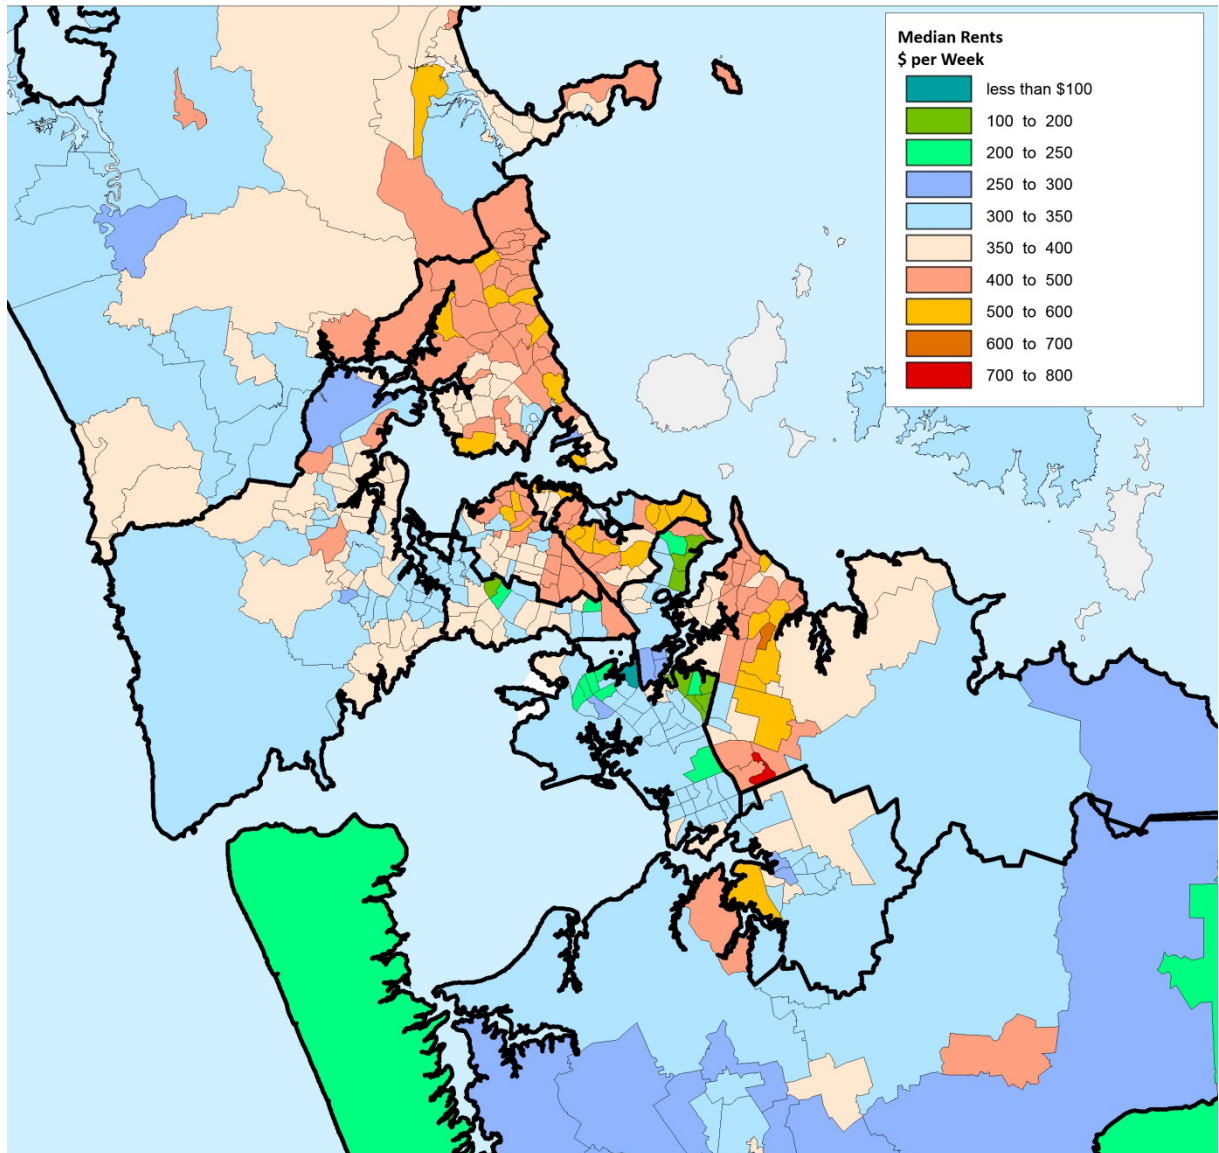 Median Rents
$ per Week
less than $100
100 to 200
200 to 250
250 to 300
300 to 350
350 to 400
400 to 500
500 to 600
600 to 700
700 to 800